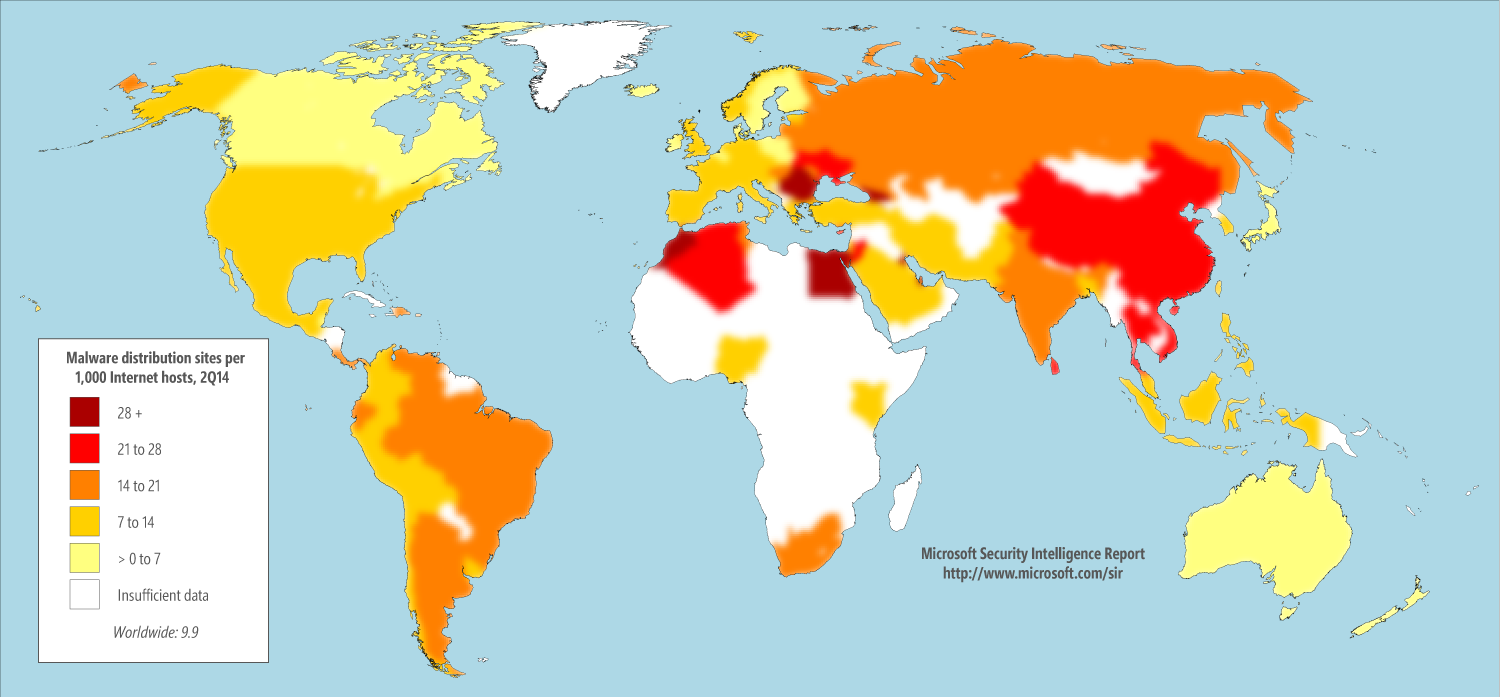 Malware distribution sites per
1,000 Internet hosts, 2Q14
28 +
21 to 28
14 to 21
7 to 14
> 0 to 7
Insufficient data
Worldwide: 9.9
Microsoft Security Intelligence Report
http://www.microsoft.com/sir